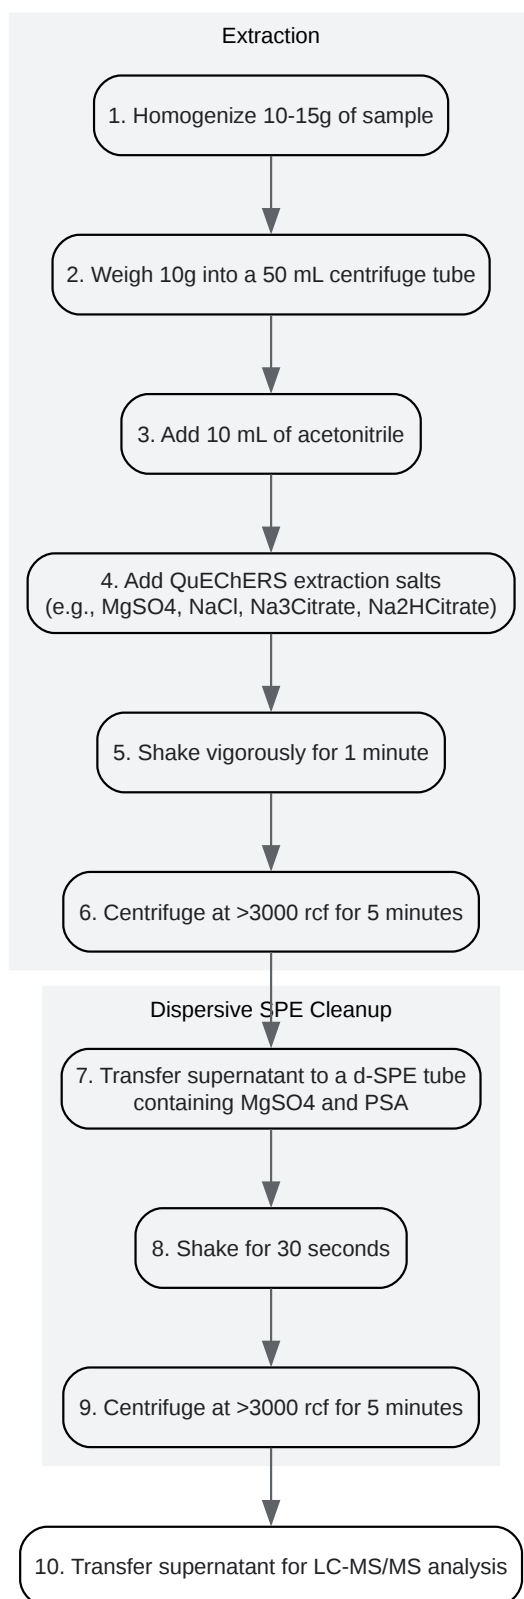 Extraction
1. Homogenize 10-15g of sample
2. Weigh 10g into a 50 mL centrifuge tube
3. Add 10 mL of acetonitrile
4. Add QuEChERS extraction salts
(e.g., MgSO4, NaCl, Na3Citrate, Na2HCitrate)
5. Shake vigorously for 1 minute
6. Centrifuge at >3000 rcf for 5 minutes
Dispersive SPE Cleanup
7. Transfer supernatant to a d-SPE tube
containing MgSO4 and PSA
8. Shake for 30 seconds
9. Centrifuge at >3000 rcf for 5 minutes
10. Transfer supernatant for LC-MS/MS analysis